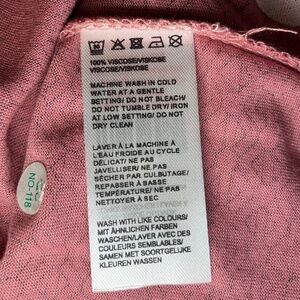 100% VISCOSE/VISKOSE
VISCOSE/VISKOSE
MACHINE WASH IN COLD
WATER AT A GENTLE
SETTING/ DO NOT BLEACH/
DO NOT TUMBLE DRY/ IRON
AT LOW SETTING/ DO NOT
DRY CLEAN
LAVER À LA MACHINE À
L'EAU FROIDE AU CYCLE
DÉLICAT/ NE PAS
JAVELLISER/ NE PAS
SÉCHER PAR CULBUTAGE/
REPASSER À BASSE
TEMPÉRATURE/ NE PAS
NETTOYER À SEC
WASH WITH LIKE COLOURS/
MIT ÄHNLICHEN FARBEN
WASCHEN/LAVER AVEC DES
COULEURS SEMBLABLES/
SAMEN MET SOORTGELIJKE
KLEUREN WASSEN
NO.-118